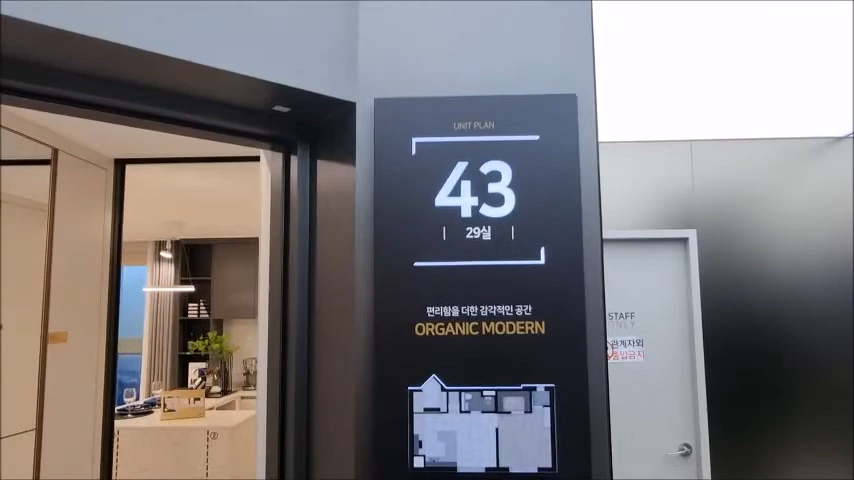 UNIT PLAN
43
29실
편리함을 더한 감각적인 공간
ORGANIC MODERN
STAFF
ONLY
관계자외
출입금지
②